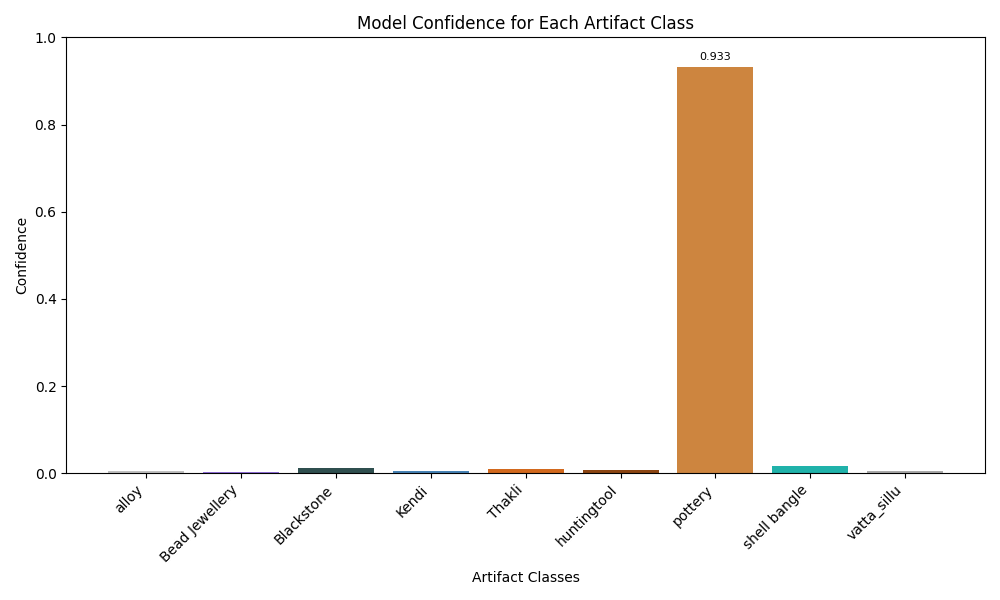 Model Confidence for Each Artifact Class
1.0
0.933
0.8
0.6
0.4
0.2
0.0
Confidence
alloy
Bead Jewellery
Blackstone
Kendi
Thakli
huntingtool
pottery
shell bangle
vatta_sillu
Artifact Classes